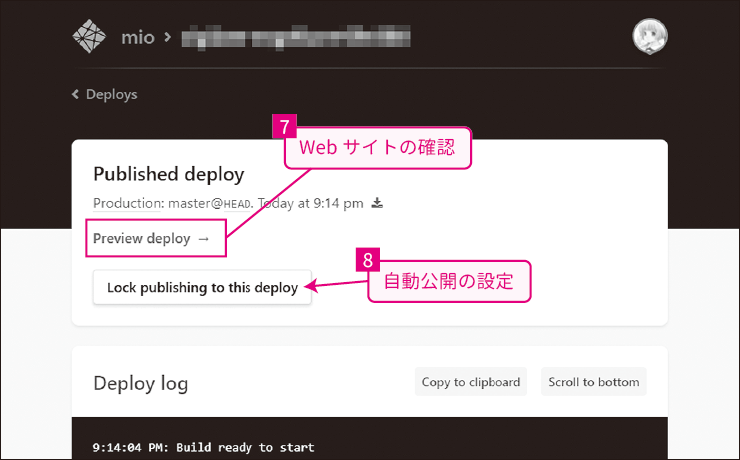 mio >
< Deploys
7
Web サイトの確認
Published deploy
Production: master@HEAD. Today at 9:14 pm
Preview deploy →
8
自動公開の設定
Lock publishing to this deploy
Deploy log
Copy to clipboard
Scroll to bottom
9:14:04 PM: Build ready to start